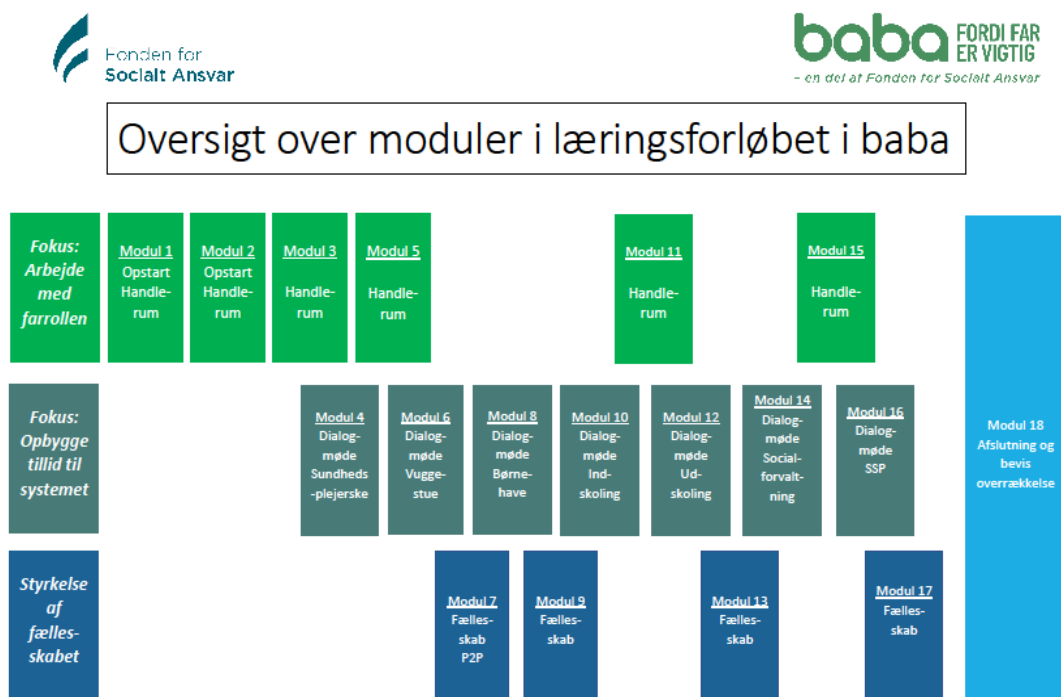 Fonden for
Socialt Ansvar
baba FORDI FAR
ER VIGTIG
– en del af Fonden for Socialt Ansvar
Oversigt over moduler i læringsforløbet i baba
Fokus:
Arbejde
med
farrollen
Modul 1
Opstart
Handle-
rum
Modul 2
Opstart
Handle-
rum
Modul 3
Handle-
rum
Modul 5
Handle-
rum
Modul 11
Handle-
rum
Modul 15
Handle-
rum
Fokus:
Opbygge
tillid til
systemet
Modul 4
Dialog-
møde
Sundheds
-plejerske
Modul 6
Dialog-
møde
Vugge-
stue
Modul 8
Dialog-
møde
Børne-
have
Modul 10
Dialog-
møde
Ind-
skoling
Modul 12
Dialog-
møde
Ud-
skoling
Modul 14
Dialog-
møde
Social-
forvalt-
ning
Modul 16
Dialog-
møde
SSP
Modul 18
Afslutning og
bevis
overrækkelse
Styrkelse
af
fælles-
skabet
Modul 7
Fælles-
skab
P2P
Modul 9
Fælles-
skab
Modul 13
Fælles-
skab
Modul 17
Fælles-
skab